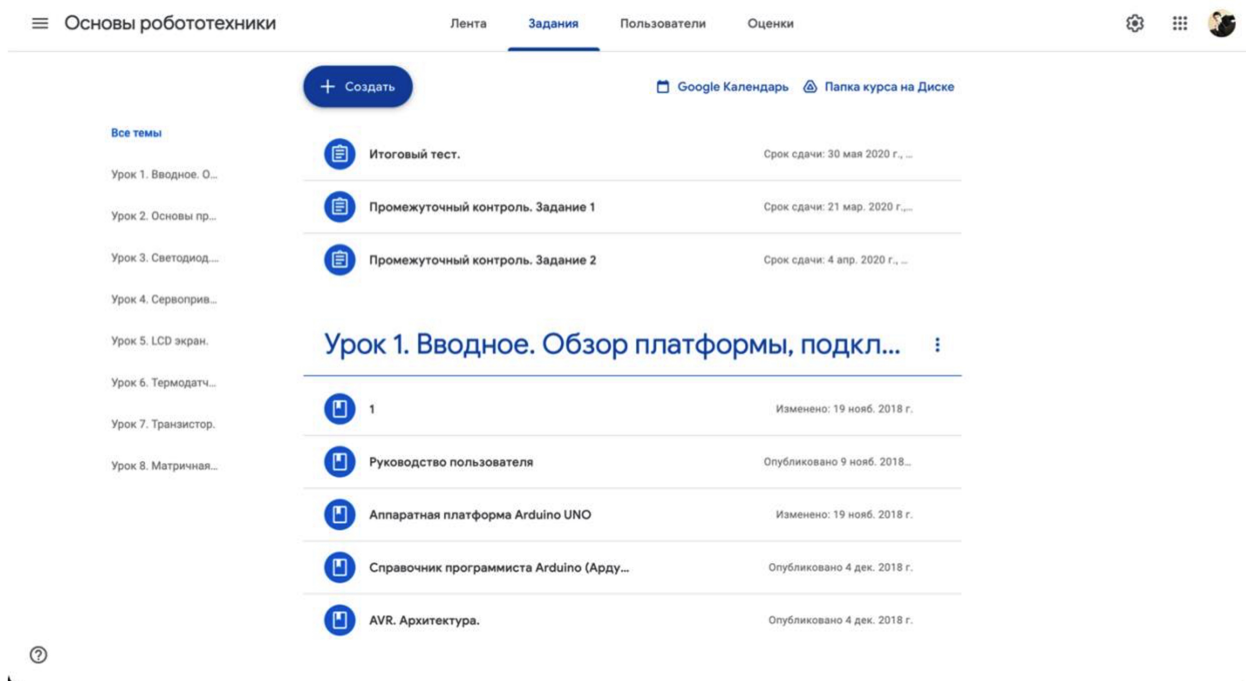 Основы робототехники
Лента
Задания
Пользователи
Оценки
Создать
Google Календарь
Папка курса на Диске
Все темы
Урок 1. Вводное. О...
Урок 2. Основы пр...
Урок 3. Светодиод....
Урок 4. Сервоприв...
Урок 5. LCD экран.
Урок 6. Термодатч...
Урок 7. Транзистор.
Урок 8. Матричная...
Итоговый тест.
Срок сдачи: 30 мая 2020 г., ...
Промежуточный контроль. Задание 1
Срок сдачи: 21 мар. 2020 г.,...
Промежуточный контроль. Задание 2
Срок сдачи: 4 апр. 2020 г., ...
Урок 1. Вводное. Обзор платформы, подкл...
1
Изменено: 19 нояб. 2018 г.
Руководство пользователя
Опубликовано 9 нояб. 2018...
Аппаратная платформа Arduino UNO
Изменено: 19 нояб. 2018 г.
Справочник программиста Arduino (Арду...
Опубликовано 4 дек. 2018 г.
AVR. Архитектура.
Опубликовано 4 дек. 2018 г.